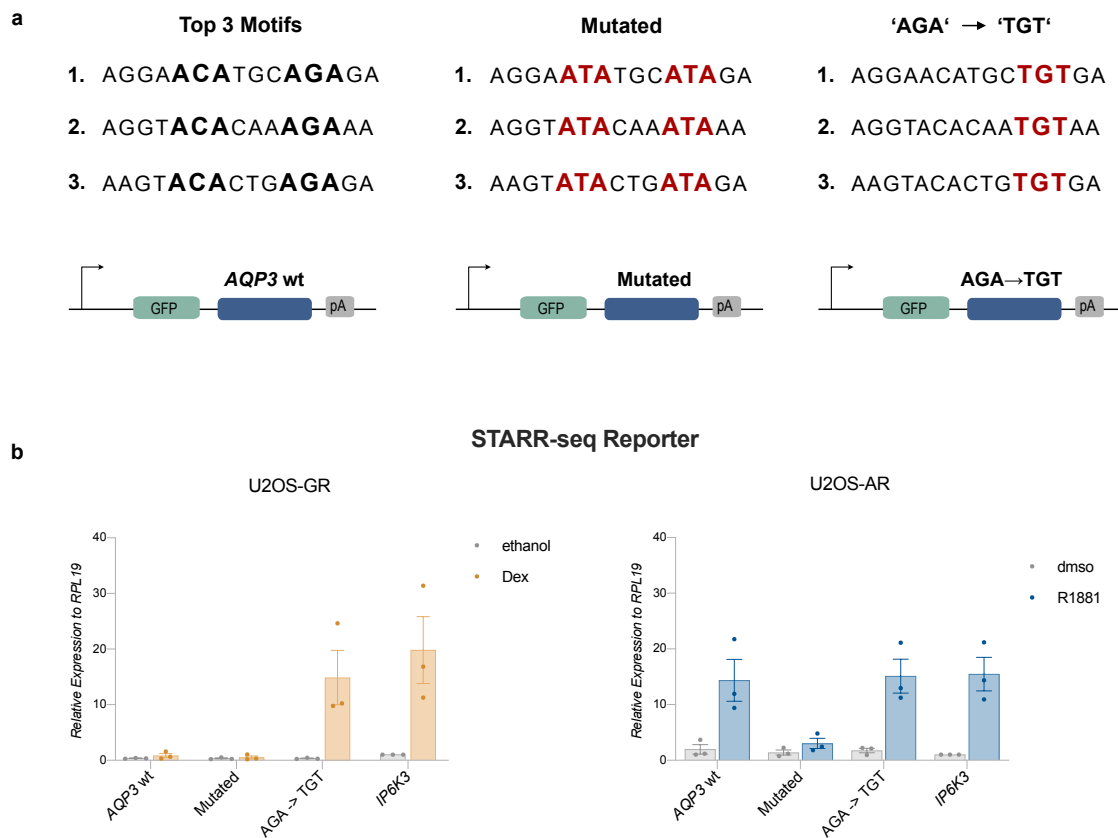 a
Top 3 Motifs
1. AGGAACATGCAGAGA
2. AGGTACACAAAGAAA
3. AAGTACACTGAGAGA
Mutated
1. AGGAATATGCATAGA
2. AGGTATACAAATAAA
3. AAGTATACTGATAGA
‘AGA‘ → ‘TGT‘
1. AGGAACATGCTGTGA
2. AGGTACACAATGTAA
3. AAGTACACTGTGTGA
AQP3 wt
GFP
pA
Mutated
GFP
pA
AGA→TGT
GFP
pA
b
STARR-seq Reporter
U2OS-GR
Relative Expression to RPL19
40
30
20
10
0
AQP3 wt
Mutated
AGA -> TGT
IP6K3
ethanol
Dex
U2OS-AR
Relative Expression to RPL19
40
30
20
10
0
AQP3 wt
Mutated
AGA -> TGT
IP6K3
dmso
R1881